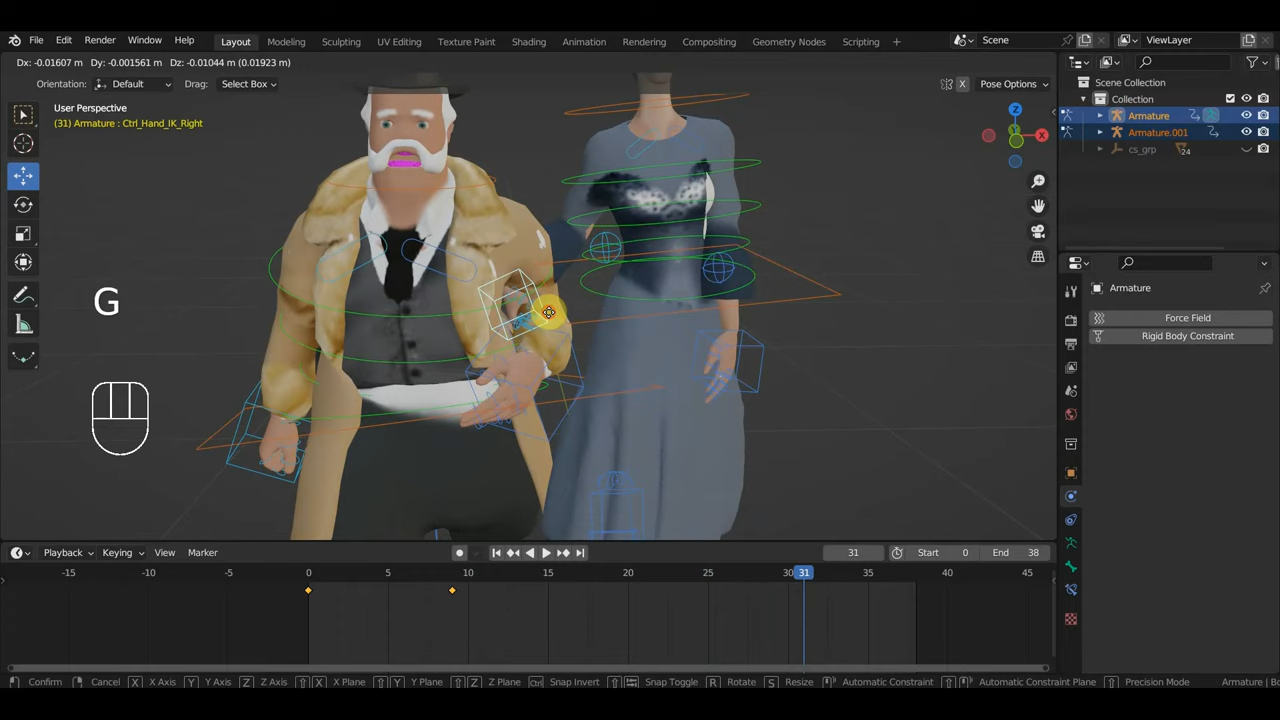 File Edit Render Window Help Layout Modeling Sculpting UV Editing Texture Paint Shading Animation Rendering Compositing Geometry Nodes Scripting + Scene ViewLayer
Dx: -0.01607 m Dy: -0.001561 m Dz: -0.01044 m (0.01923 m)
Orientation: Default Drag: Select Box X Pose Options
Scene Collection
Collection
Armature
Armature.001
cs_grp 24
User Perspective
(31) Armature : Ctrl_Hand_IK_Right
Z
X
Y
G
Armature
Force Field
Rigid Body Constraint
Playback Keying View Marker 31 Start 0 End 38
-15 -10 -5 0 5 10 15 20 25 30 31 35 40 45
Confirm Cancel X X Axis Y Y Axis Z Z Axis X X Plane Y Y Plane Z Z Plane Ctrl Snap Invert Snap Toggle R Rotate S Resize Automatic Constraint Automatic Constraint Plane Precision Mode Armature | Bo